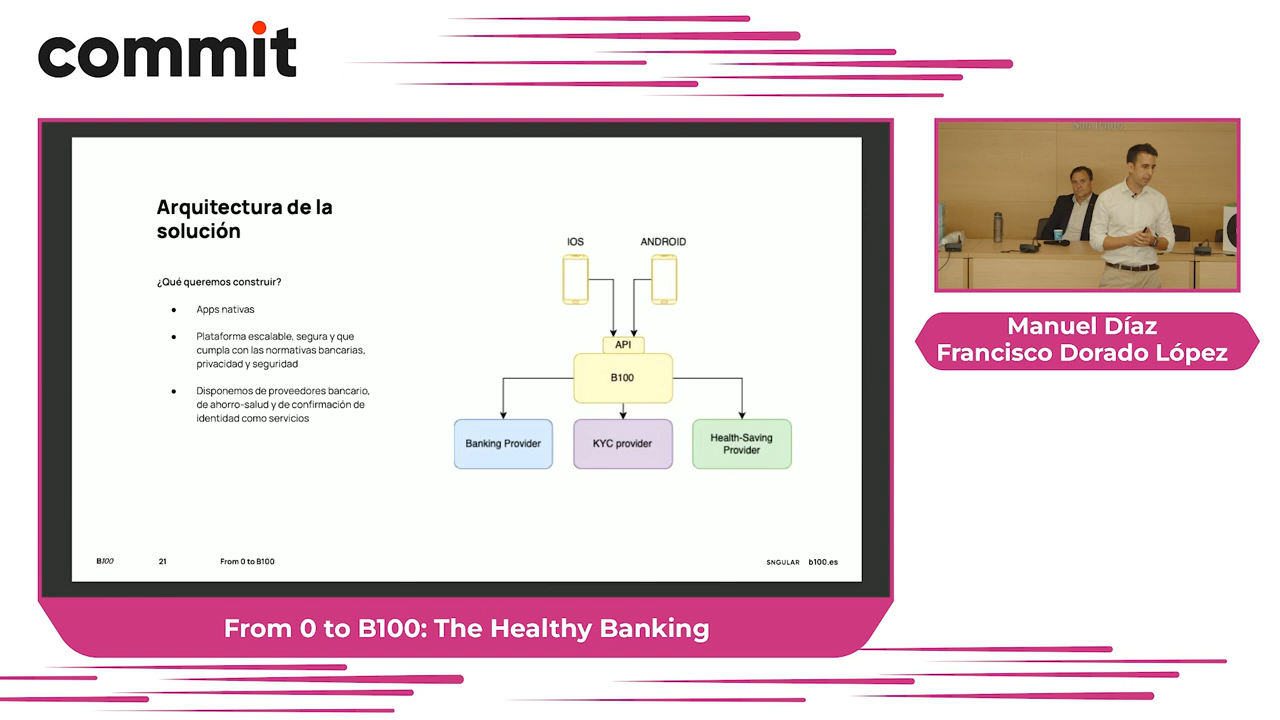 commit
Arquitectura de la
solución
¿Qué queremos construir?
● Apps nativas
● Plataforma escalable, segura y que
cumpla con las normativas bancarias,
privacidad y seguridad
● Disponemos de proveedores bancario,
de ahorro-salud y de confirmación de
identidad como servicios
IOS
ANDROID
API
B100
Banking Provider
KYC provider
Health-Saving
Provider
B100
21
From 0 to B100
SNGULAR
b100.es
Manuel Díaz
Francisco Dorado López
From 0 to B100: The Healthy Banking